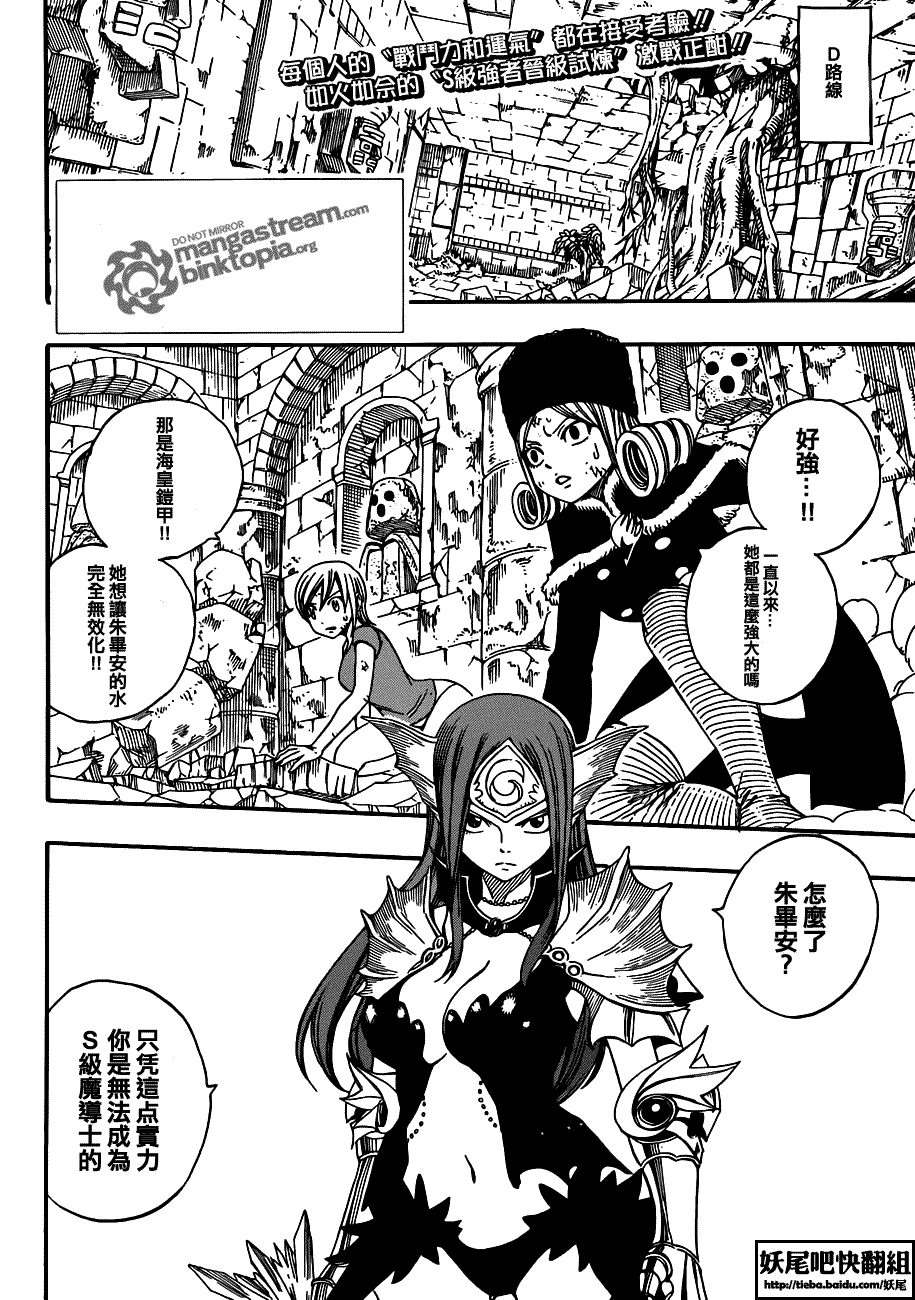 每個人的 “戰鬥力和運氣” 都在接受考驗!!
如火如荼的 “S級強者晉級試煉” 激戰正酣!!
D路線
DO NOT MIRROR
mangastream.com
binktopia.org
好強…!!
一直以來…
她都是這麼強大的嗎
那是海皇鎧甲!!
她想讓朱畢安的水
完全無效化!!
怎麼了
朱畢安?
只凭這点實力
你是無法成為
S級魔導士的
妖尾吧快翻組
http://tieba.baidu.com/妖尾